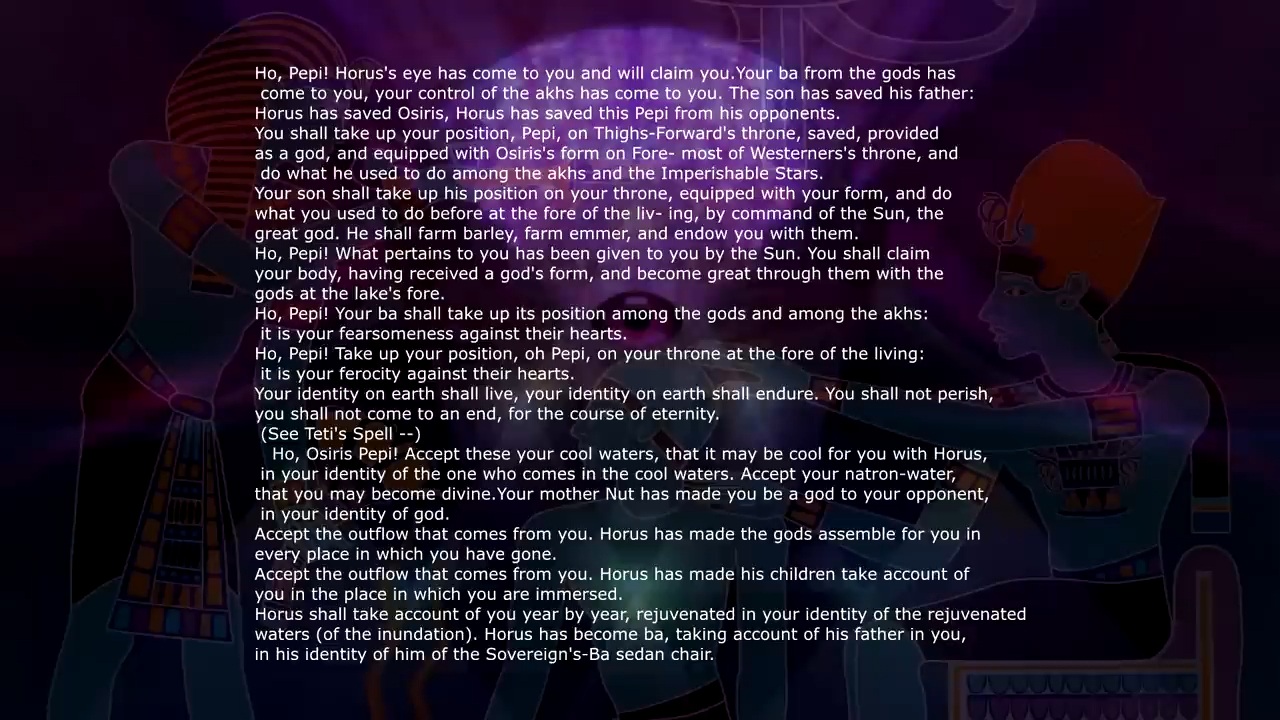 Ho, Pepi! Horus's eye has come to you and will claim you.Your ba from the gods has
come to you, your control of the akhs has come to you. The son has saved his father:
Horus has saved Osiris, Horus has saved this Pepi from his opponents.
You shall take up your position, Pepi, on Thighs-Forward's throne, saved, provided
as a god, and equipped with Osiris's form on Fore- most of Westerners's throne, and
do what he used to do among the akhs and the Imperishable Stars.
Your son shall take up his position on your throne, equipped with your form, and do
what you used to do before at the fore of the liv- ing, by command of the Sun, the
great god. He shall farm barley, farm emmer, and endow you with them.
Ho, Pepi! What pertains to you has been given to you by the Sun. You shall claim
your body, having received a god's form, and become great through them with the
gods at the lake's fore.
Ho, Pepi! Your ba shall take up its position among the gods and among the akhs:
it is your fearsomeness against their hearts.
Ho, Pepi! Take up your position, oh Pepi, on your throne at the fore of the living:
it is your ferocity against their hearts.
Your identity on earth shall live, your identity on earth shall endure. You shall not perish,
you shall not come to an end, for the course of eternity.
(See Teti's Spell --)
Ho, Osiris Pepi! Accept these your cool waters, that it may be cool for you with Horus,
in your identity of the one who comes in the cool waters. Accept your natron-water,
that you may become divine.Your mother Nut has made you be a god to your opponent,
in your identity of god.
Accept the outflow that comes from you. Horus has made the gods assemble for you in
every place in which you have gone.
Accept the outflow that comes from you. Horus has made his children take account of
you in the place in which you are immersed.
Horus shall take account of you year by year, rejuvenated in your identity of the rejuvenated
waters (of the inundation). Horus has become ba, taking account of his father in you,
in his identity of him of the Sovereign's-Ba sedan chair.